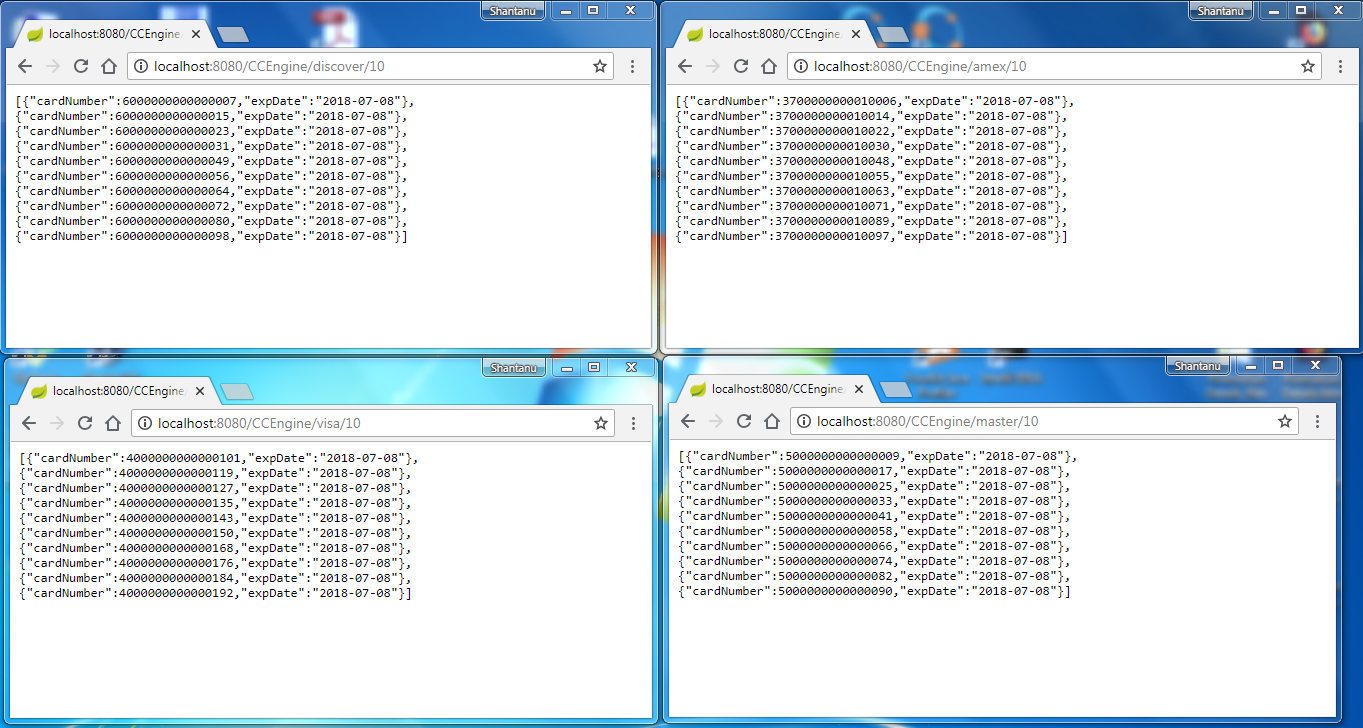 Shantanu
localhost:8080/CCEngine
localhost:8080/CCEngine/discover/10
[{"cardNumber":6000000000000007,"expDate":"2018-07-08"},
{"cardNumber":6000000000000015,"expDate":"2018-07-08"},
{"cardNumber":6000000000000023,"expDate":"2018-07-08"},
{"cardNumber":6000000000000031,"expDate":"2018-07-08"},
{"cardNumber":6000000000000049,"expDate":"2018-07-08"},
{"cardNumber":6000000000000056,"expDate":"2018-07-08"},
{"cardNumber":6000000000000064,"expDate":"2018-07-08"},
{"cardNumber":6000000000000072,"expDate":"2018-07-08"},
{"cardNumber":6000000000000080,"expDate":"2018-07-08"},
{"cardNumber":6000000000000098,"expDate":"2018-07-08"}]
Shantanu
localhost:8080/CCEngine
localhost:8080/CCEngine/amex/10
[{"cardNumber":3700000000010006,"expDate":"2018-07-08"},
{"cardNumber":3700000000010014,"expDate":"2018-07-08"},
{"cardNumber":3700000000010022,"expDate":"2018-07-08"},
{"cardNumber":3700000000010030,"expDate":"2018-07-08"},
{"cardNumber":3700000000010048,"expDate":"2018-07-08"},
{"cardNumber":3700000000010055,"expDate":"2018-07-08"},
{"cardNumber":3700000000010063,"expDate":"2018-07-08"},
{"cardNumber":3700000000010071,"expDate":"2018-07-08"},
{"cardNumber":3700000000010089,"expDate":"2018-07-08"},
{"cardNumber":3700000000010097,"expDate":"2018-07-08"}]
Shantanu
localhost:8080/CCEngine
localhost:8080/CCEngine/visa/10
[{"cardNumber":4000000000000101,"expDate":"2018-07-08"},
{"cardNumber":4000000000000119,"expDate":"2018-07-08"},
{"cardNumber":4000000000000127,"expDate":"2018-07-08"},
{"cardNumber":4000000000000135,"expDate":"2018-07-08"},
{"cardNumber":4000000000000143,"expDate":"2018-07-08"},
{"cardNumber":4000000000000150,"expDate":"2018-07-08"},
{"cardNumber":4000000000000168,"expDate":"2018-07-08"},
{"cardNumber":4000000000000176,"expDate":"2018-07-08"},
{"cardNumber":4000000000000184,"expDate":"2018-07-08"},
{"cardNumber":4000000000000192,"expDate":"2018-07-08"}]
Shantanu
localhost:8080/CCEngine
localhost:8080/CCEngine/master/10
[{"cardNumber":5000000000000009,"expDate":"2018-07-08"},
{"cardNumber":5000000000000017,"expDate":"2018-07-08"},
{"cardNumber":5000000000000025,"expDate":"2018-07-08"},
{"cardNumber":5000000000000033,"expDate":"2018-07-08"},
{"cardNumber":5000000000000041,"expDate":"2018-07-08"},
{"cardNumber":5000000000000058,"expDate":"2018-07-08"},
{"cardNumber":5000000000000066,"expDate":"2018-07-08"},
{"cardNumber":5000000000000074,"expDate":"2018-07-08"},
{"cardNumber":5000000000000082,"expDate":"2018-07-08"},
{"cardNumber":5000000000000090,"expDate":"2018-07-08"}]